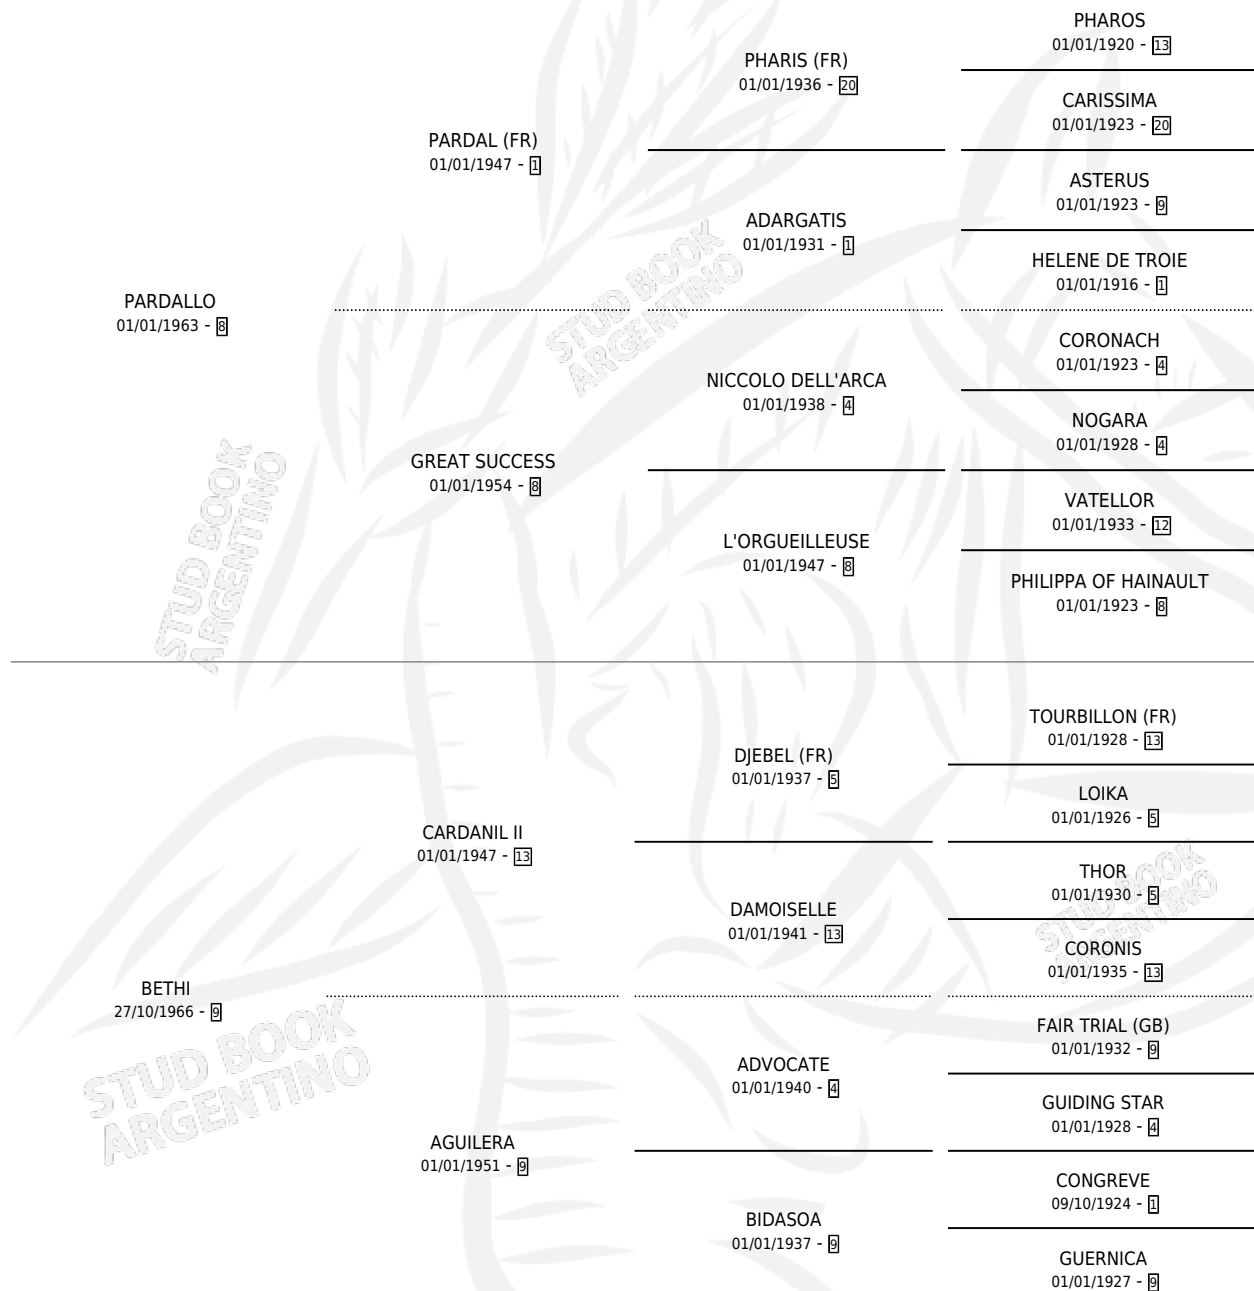 PHAROS
01/01/1920 - 13
PHARIS (FR)
01/01/1936 - 20
CARISSIMA
01/01/1923 - 20
PARDAL (FR)
01/01/1947 - 1
ASTERUS
01/01/1923 - 9
ADARGATIS
01/01/1931 - 1
HELENE DE TROIE
01/01/1916 - 1
PARDALLO
01/01/1963 - 8
CORONACH
01/01/1923 - 4
NICCOLO DELL'ARCA
01/01/1938 - 4
NOGARA
01/01/1928 - 4
GREAT SUCCESS
01/01/1954 - 8
VATELLOR
01/01/1933 - 12
L'ORGUEILLEUSE
01/01/1947 - 8
PHILIPPA OF HAINAULT
01/01/1923 - 8
TOURBILLON (FR)
01/01/1928 - 13
DJEBEL (FR)
01/01/1937 - 5
LOIKA
01/01/1926 - 5
CARDANIL II
01/01/1947 - 13
THOR
01/01/1930 - 5
DAMOISELLE
01/01/1941 - 13
CORONIS
01/01/1935 - 13
BETHI
27/10/1966 - 9
FAIR TRIAL (GB)
01/01/1932 - 9
ADVOCATE
01/01/1940 - 4
GUIDING STAR
01/01/1928 - 4
AGUILERA
01/01/1951 - 9
CONGREVE
09/10/1924 - 1
BIDASOA
01/01/1937 - 9
GUERNICA
01/01/1927 - 9
STUD BOOK
ARGENTINO
STUD BOOK
ARGENTINO
STUD BOOK
ARGENTINO
STUD BOOK
ARGENTINO